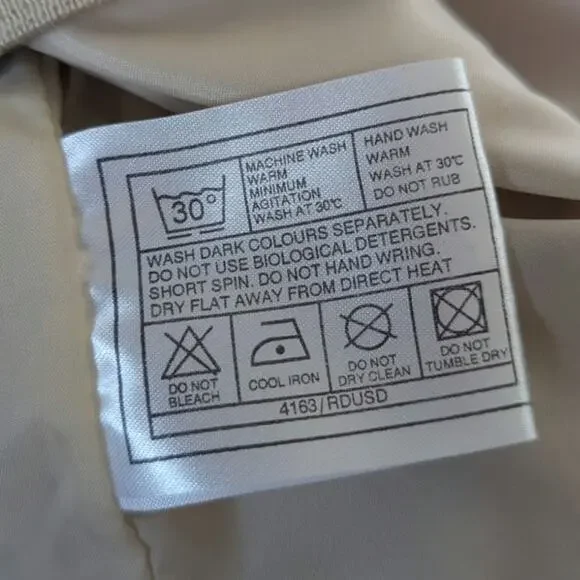 30°
MACHINE WASH
WARM
MINIMUM
AGITATION
WASH AT 30℃
HAND WASH
WARM
WASH AT 30℃
DO NOT RUB
WASH DARK COLOURS SEPARATELY.
DO NOT USE BIOLOGICAL DETERGENTS.
SHORT SPIN. DO NOT HAND WRING.
DRY FLAT AWAY FROM DIRECT HEAT
DO NOT
BLEACH
COOL IRON
DO NOT
DRY CLEAN
DO NOT
TUMBLE DRY
4163/RDUSD